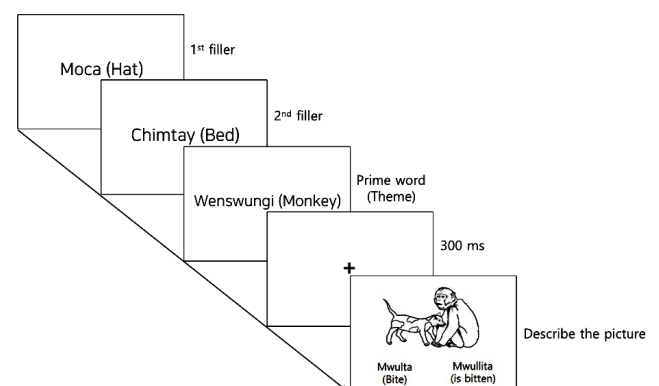 Moca (Hat)
1st filler
Chimtay (Bed)
2nd filler
Wenswungi (Monkey)
Prime word
(Theme)
+
300 ms
Describe the picture
Mwulta
(Bite)
Mwullita
(is bitten)